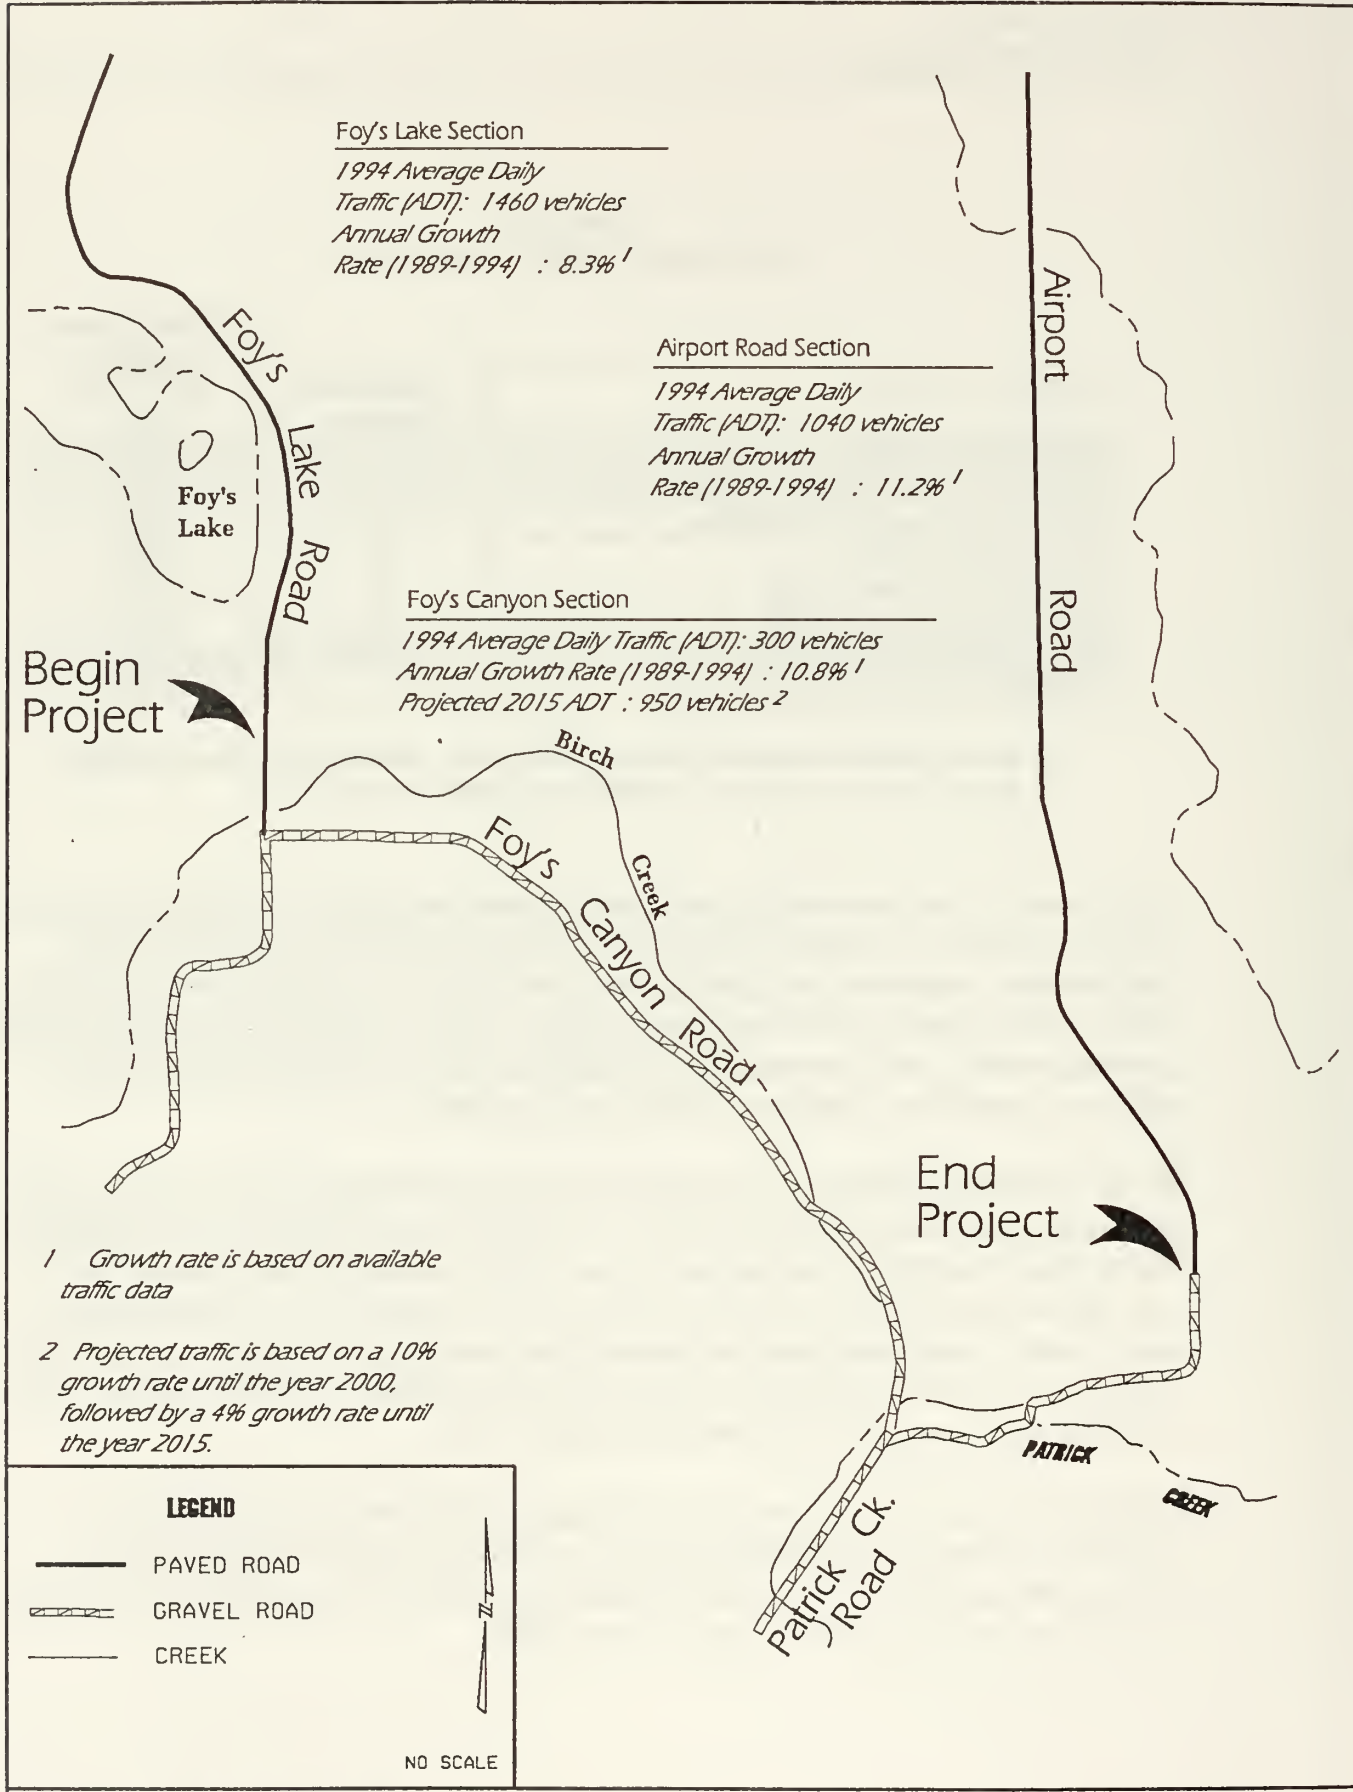 Foy's Lake Section
1994 Average Daily
Traffic (ADT): 1460 vehicles
Annual Growth
Rate (1989-1994) : 8.3% 1
Airport Road Section
1994 Average Daily
Traffic (ADT): 1040 vehicles
Annual Growth
Rate (1989-1994) : 11.2% 1
Foy's Canyon Section
1994 Average Daily Traffic (ADT): 300 vehicles
Annual Growth Rate (1989-1994) : 10.8% 1
Projected 2015 ADT : 950 vehicles 2
Foy's Lake Road
Airport Road
Foy's
Lake
Begin
Project
Birch Creek
Foy's Canyon Road
End
Project
PATRICK CREEK
Patrick Ck.
Road
1 Growth rate is based on available
traffic data
2 Projected traffic is based on a 10%
growth rate until the year 2000,
followed by a 4% growth rate until
the year 2015.
LEGEND
PAVED ROAD
GRAVEL ROAD
CREEK
N
NO SCALE